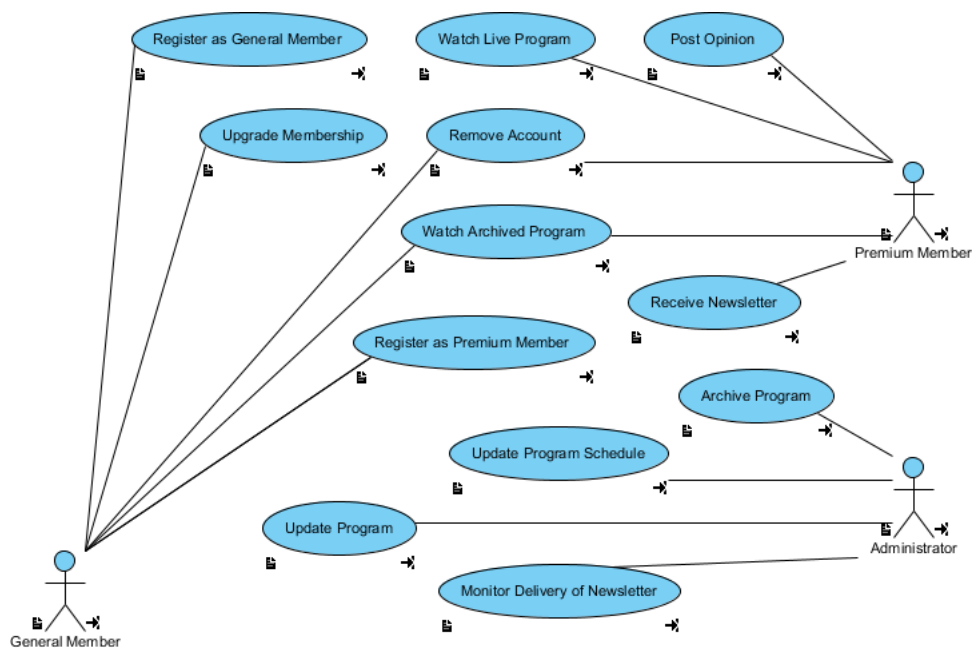 Register as General Member
Watch Live Program
Post Opinion
Upgrade Membership
Remove Account
Watch Archived Program
Premium Member
Receive Newsletter
Register as Premium Member
Archive Program
Update Program Schedule
Update Program
Administrator
Monitor Delivery of Newsletter
General Member